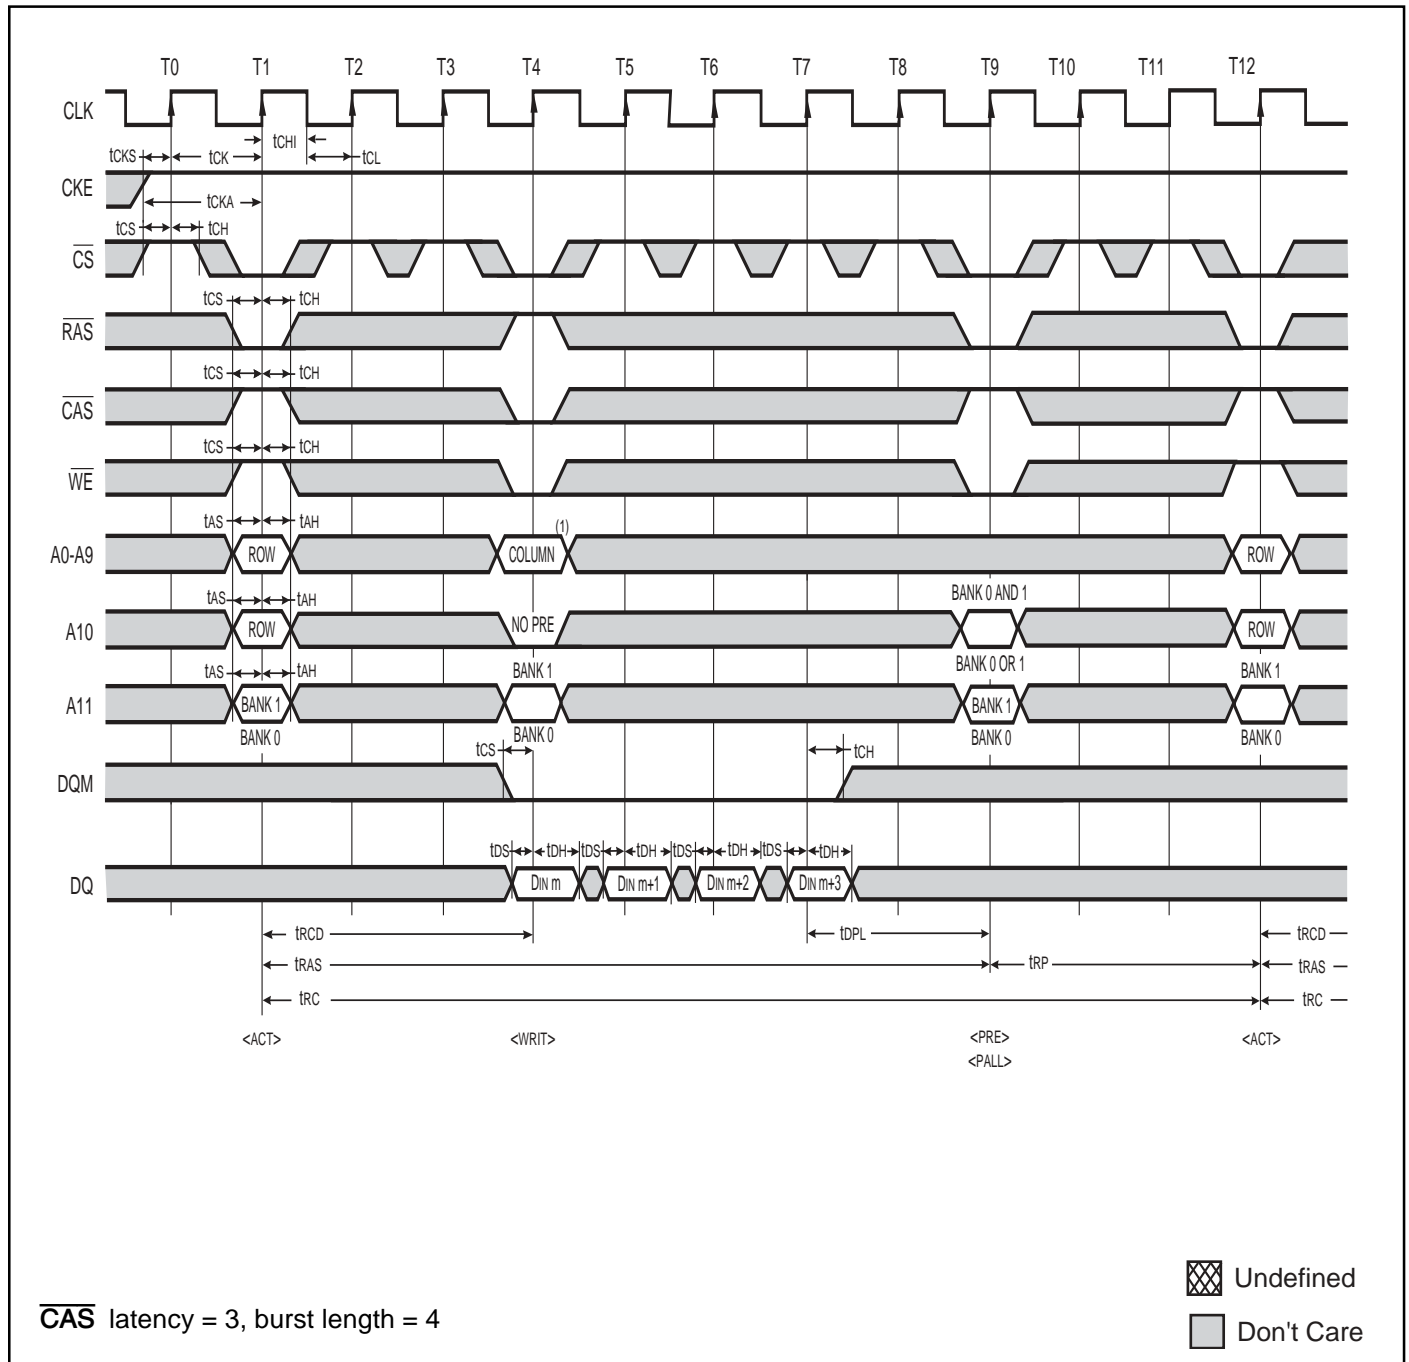 T0 T1 T2 T3 T4 T5 T6 T7 T8 T9 T10 T11 T12
CLK
tCHI
tCKS tCK tCL
CKE
tCKA
tCS tCH
CS
tCS tCH
RAS
tCS tCH
CAS
tCS tCH
WE
tAS tAH (1)
A0-A9 ROW COLUMN ROW
tAS tAH BANK 0 AND 1
A10 ROW NO PRE ROW
tAS tAH BANK 1 BANK 0 OR 1 BANK 1
A11 BANK 1 BANK 1
BANK 0 BANK 0 BANK 0 BANK 0
tCS tCH
DQM
tDS tDH tDS tDH tDS tDH tDS tDH
DQ DIN m DIN m+1 DIN m+2 DIN m+3
tRCD tDPL tRCD
tRAS tRP tRAS
tRC tRC
<ACT> <WRIT> <PRE> <ACT>
<PALL>
Undefined
CAS latency = 3, burst length = 4
Don't Care